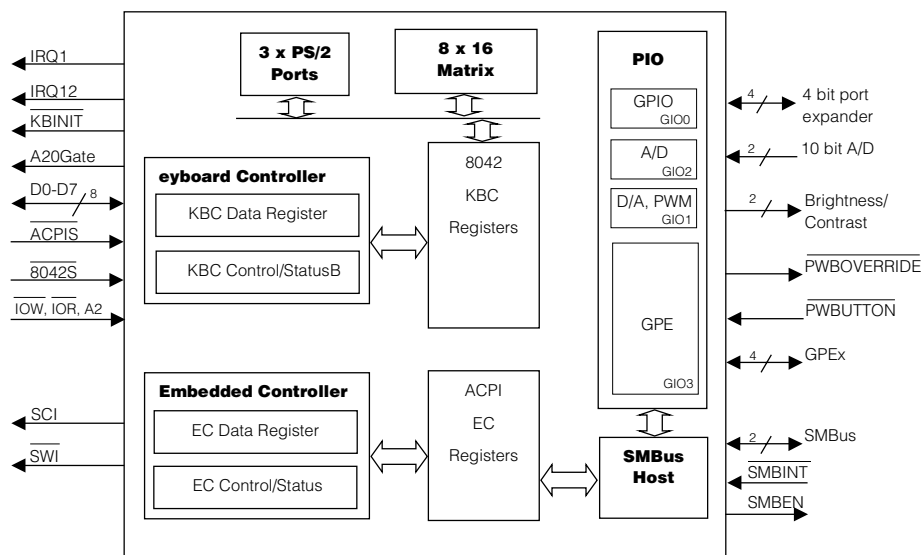 IRQ1
IRQ12
KBINIT
A20Gate
D0-D7
8
ACPIS
8042S
IOW, IOR, A2
SCI
SWI
3 x PS/2
Ports
8 x 16
Matrix
eyboard Controller
KBC Data Register
KBC Control/StatusB
8042
KBC
Registers
Embedded Controller
EC Data Register
EC Control/Status
ACPI
EC
Registers
PIO
GPIO
GIO0
A/D
GIO2
D/A, PWM
GIO1
GPE
GIO3
SMBus
Host
4
4 bit port
expander
2
10 bit A/D
2
Brightness/
Contrast
PWBOVERRIDE
PWBUTTON
4
GPEx
2
SMBus
SMBINT
SMBEN